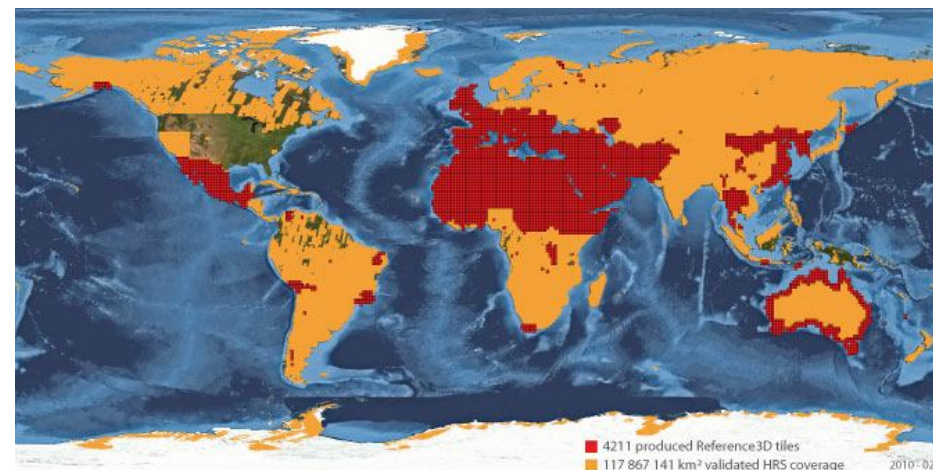 4211 produced Reference3D tiles
117 867 141 km² validated HRS coverage